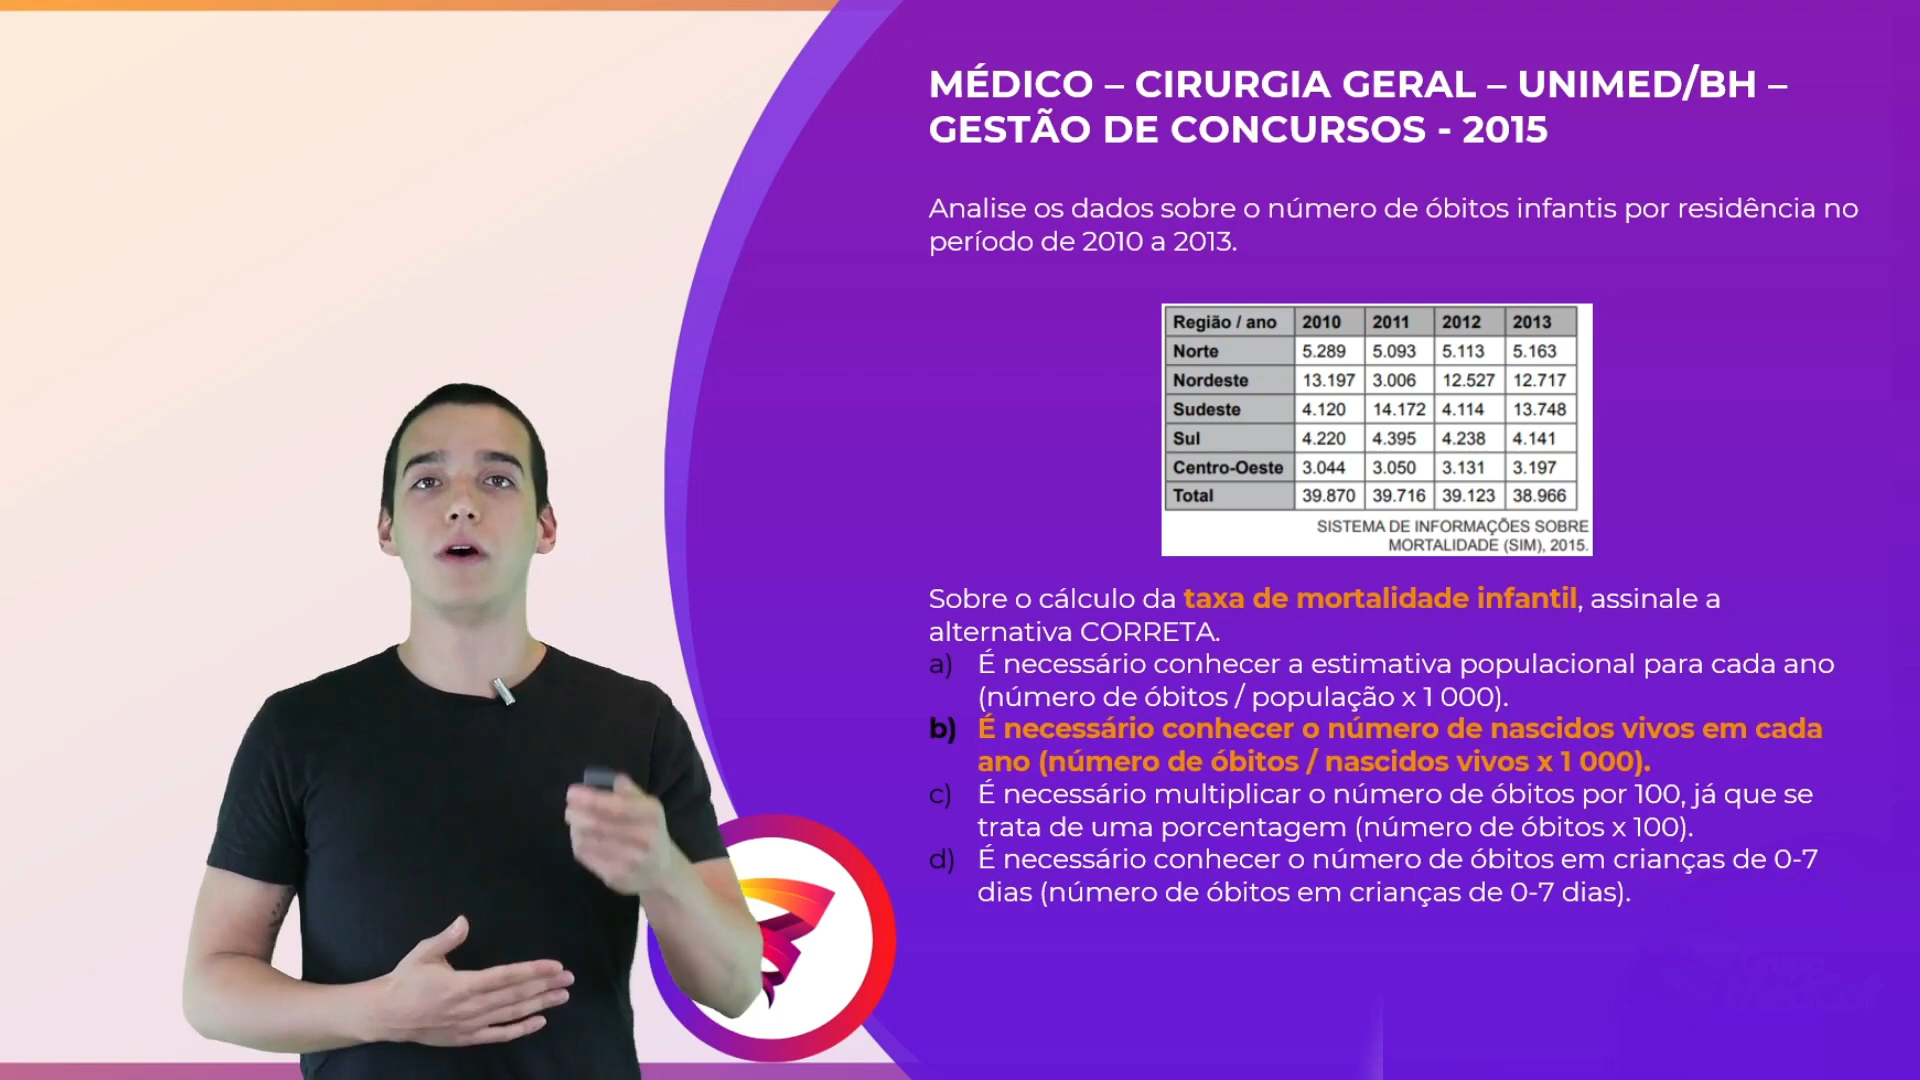 MÉDICO – CIRURGIA GERAL – UNIMED/BH –
GESTÃO DE CONCURSOS - 2015
Analise os dados sobre o número de óbitos infantis por residência no
período de 2010 a 2013.
Região / ano 2010 2011 2012 2013
Norte 5.289 5.093 5.113 5.163
Nordeste 13.197 3.006 12.527 12.717
Sudeste 4.120 14.172 4.114 13.748
Sul 4.220 4.395 4.238 4.141
Centro-Oeste 3.044 3.050 3.131 3.197
Total 39.870 39.716 39.123 38.966
SISTEMA DE INFORMAÇÕES SOBRE
MORTALIDADE (SIM), 2015.
Sobre o cálculo da taxa de mortalidade infantil, assinale a
alternativa CORRETA.
a) É necessário conhecer a estimativa populacional para cada ano
(número de óbitos / população x 1 000).
b) É necessário conhecer o número de nascidos vivos em cada
ano (número de óbitos / nascidos vivos x 1 000).
c) É necessário multiplicar o número de óbitos por 100, já que se
trata de uma porcentagem (número de óbitos x 100).
d) É necessário conhecer o número de óbitos em crianças de 0-7
dias (número de óbitos em crianças de 0-7 dias).